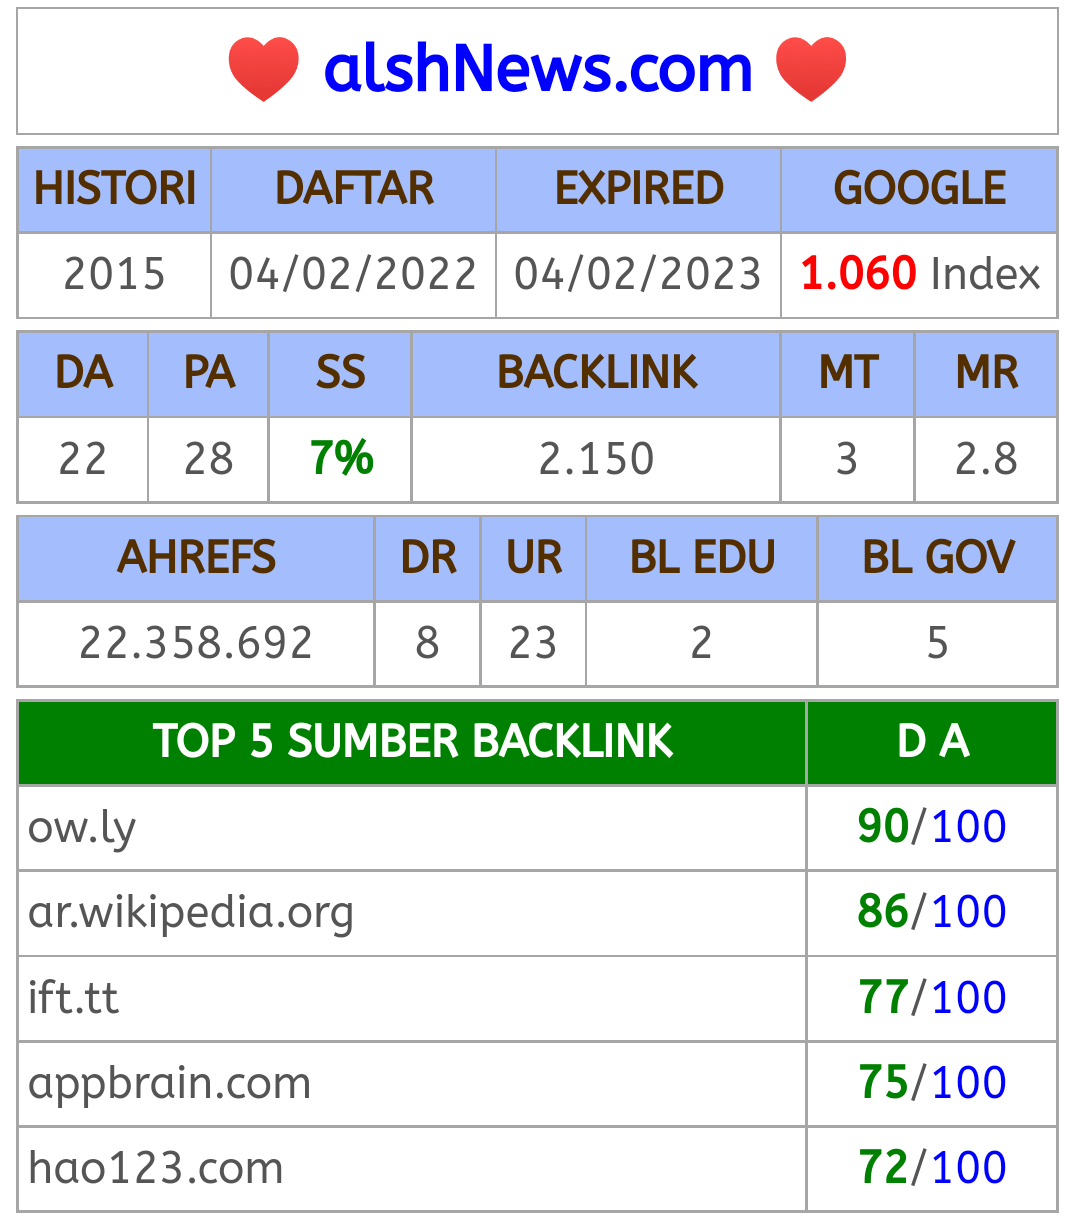 alshNews.com
HISTORI DAFTAR EXPIRED GOOGLE
2015 04/02/2022 04/02/2023 1.060 Index
DA PA SS BACKLINK MT MR
22 28 7% 2.150 3 2.8
AHREFS DR UR BL EDU BL GOV
22.358.692 8 23 2 5
TOP 5 SUMBER BACKLINK D A
ow.ly 90/100
ar.wikipedia.org 86/100
ift.tt 77/100
appbrain.com 75/100
hao123.com 72/100